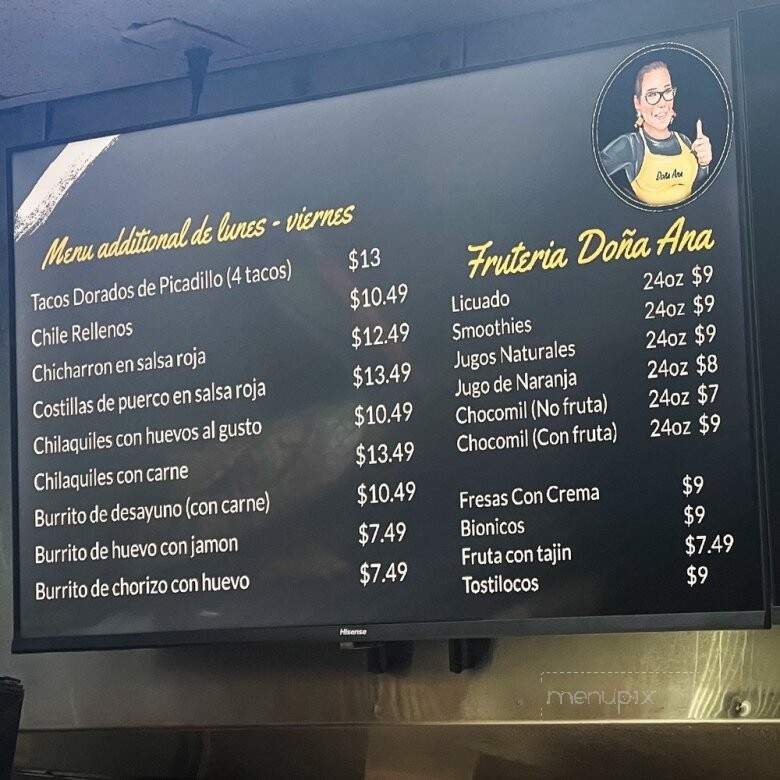 Doña Ana
Menu additional de lunes - viernes
Tacos Dorados de Picadillo (4 tacos) $13
Chile Rellenos $10.49
Chicharron en salsa roja $12.49
Costillas de puerco en salsa roja $13.49
Chilaquiles con huevos al gusto $10.49
Chilaquiles con carne $13.49
Burrito de desayuno (con carne) $10.49
Burrito de huevo con jamon $7.49
Burrito de chorizo con huevo $7.49
Fruteria Doña Ana
Licuado 24oz $9
Smoothies 24oz $9
Jugos Naturales 24oz $9
Jugo de Naranja 24oz $8
Chocomil (No fruta) 24oz $7
Chocomil (Con fruta) 24oz $9
Fresas Con Crema $9
Bionicos $9
Fruta con tajin $7.49
Tostilocos $9
Hisense
menupix